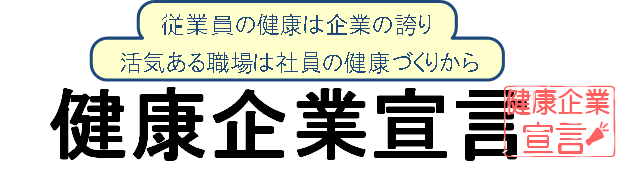 従業員の健康は企業の誇り
活気ある職場は社員の健康づくりから
健康企業宣言
健康企業
宣言